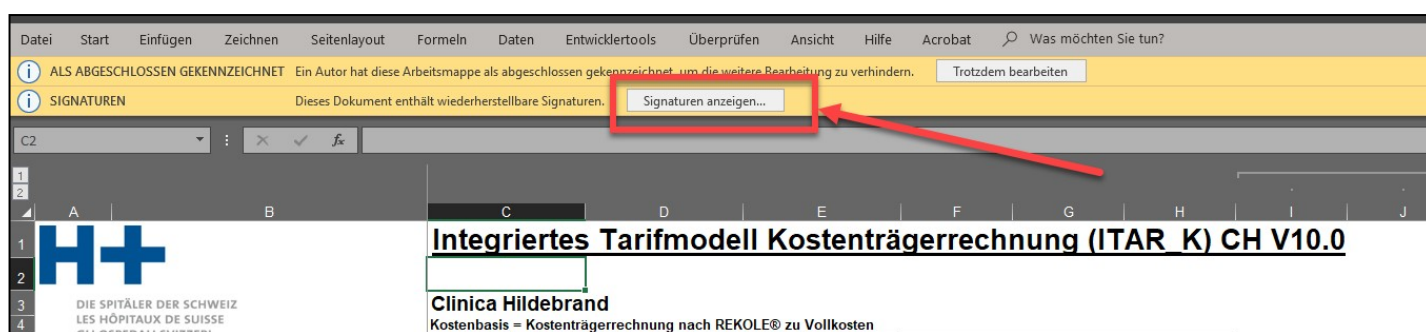 Datei Start Einfügen Zeichnen Seitenlayout Formeln Daten Entwicklertools Überprüfen Ansicht Hilfe Acrobat Was möchten Sie tun?
ALS ABGESCHLOSSEN GEKENNZEICHNET Ein Autor hat diese Arbeitsmappe als abgeschlossen gekennzeichnet, um die weitere Bearbeitung zu verhindern. Trotzdem bearbeiten
SIGNATUREN Dieses Dokument enthält wiederherstellbare Signaturen. Signaturen anzeigen...
C2 fx
1
2
A B C D E F G H I J
1 H+ Integriertes Tarifmodell Kostenträgerrechnung (ITAR_K) CH V10.0
2
3 DIE SPITÄLER DER SCHWEIZ Clinica Hildebrand
4 LES HÔPITAUX DE SUISSE Kostenbasis = Kostenträgerrechnung nach REKOLE® zu Vollkosten